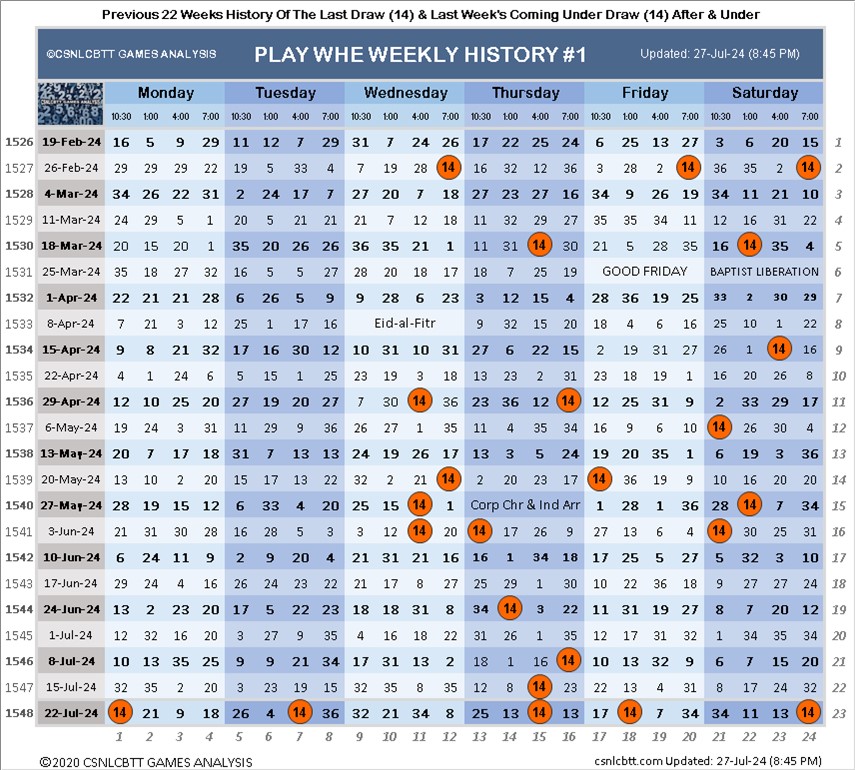 Previous 22 Weeks History Of The Last Draw (14) & Last Week's Coming Under Draw (14) After & Under
©CSNLCBTT GAMES ANALYSIS PLAY WHE WEEKLY HISTORY #1 Updated: 27-Jul-24 (8:45 PM)
CSNLCBTT GAMES ANALYSIS Monday Tuesday Wednesday Thursday Friday Saturday
10:30 1:00 4:00 7:00 10:30 1:00 4:00 7:00 10:30 1:00 4:00 7:00 10:30 1:00 4:00 7:00 10:30 1:00 4:00 7:00 10:30 1:00 4:00 7:00
1526 19-Feb-24 16 5 9 29 11 12 7 29 31 7 24 26 17 22 25 24 6 25 13 27 3 6 20 15 1
1527 26-Feb-24 29 29 29 22 19 5 33 4 7 19 28 14 16 32 12 36 3 28 2 14 36 35 2 14 2
1528 4-Mar-24 34 26 22 31 2 24 17 7 27 20 7 18 27 23 27 16 34 9 26 19 34 11 21 10 3
1529 11-Mar-24 24 29 5 1 20 5 21 21 21 7 12 18 11 32 29 27 35 35 34 11 12 16 31 22 4
1530 18-Mar-24 20 15 20 1 35 20 26 26 36 35 21 1 11 31 14 30 21 5 28 35 16 14 35 4 5
1531 25-Mar-24 35 18 27 32 16 5 5 27 28 20 18 17 18 7 25 19 GOOD FRIDAY BAPTIST LIBERATION 6
1532 1-Apr-24 22 21 21 28 6 26 5 9 9 28 6 23 3 12 15 4 28 36 19 25 33 2 30 29 7
1533 8-Apr-24 7 21 3 12 25 1 17 16 Eid-al-Fitr 9 32 15 20 18 4 6 16 25 10 1 22 8
1534 15-Apr-24 9 8 21 32 17 16 30 12 10 31 10 31 27 6 22 15 2 19 31 27 26 1 14 16 9
1535 22-Apr-24 4 1 24 6 5 15 1 25 23 19 3 18 13 23 2 31 23 18 19 1 16 20 26 8 10
1536 29-Apr-24 12 10 25 20 27 19 20 27 7 30 14 36 23 36 12 14 12 25 31 9 2 33 29 17 11
1537 6-May-24 19 24 3 31 11 29 9 36 26 27 1 35 11 4 35 34 16 9 6 10 14 26 30 4 12
1538 13-May-24 20 7 17 18 31 7 13 13 24 19 26 17 13 3 5 24 19 20 35 1 6 19 3 36 13
1539 20-May-24 13 10 2 20 15 17 13 22 32 2 21 14 2 20 23 17 14 36 19 9 10 16 20 20 14
1540 27-May-24 28 19 15 12 6 33 4 20 25 15 14 1 Corp Chr & Ind Arr 1 28 1 36 28 14 7 34 15
1541 3-Jun-24 21 31 30 28 16 28 5 3 3 12 14 20 14 17 26 9 27 13 6 4 14 30 25 31 16
1542 10-Jun-24 6 24 11 9 2 9 20 4 21 31 21 16 16 1 34 18 10 25 25 27 5 32 3 10 17
1543 17-Jun-24 29 24 4 16 26 24 23 22 21 17 8 27 25 29 1 30 10 22 36 18 9 27 27 24 18
1544 24-Jun-24 13 2 23 20 17 5 22 23 18 18 31 8 34 14 3 22 11 31 19 27 8 7 20 12 19
1545 1-Jul-24 12 32 16 20 3 27 9 35 4 16 18 22 31 26 1 35 12 17 31 32 1 34 35 34 20
1546 8-Jul-24 10 13 35 25 9 9 21 34 17 31 13 2 18 1 16 14 10 13 32 9 6 7 15 20 21
1547 15-Jul-24 32 35 2 20 3 23 19 15 32 35 8 35 12 8 14 23 22 13 4 31 8 17 24 32 22
1548 22-Jul-24 14 21 9 18 26 4 14 36 32 21 34 8 25 13 14 13 17 14 7 34 34 11 13 14 23
1 2 3 4 5 6 7 8 9 10 11 12 13 14 15 16 17 18 19 20 21 22 23 24
©2020 CSNLCBTT GAMES ANALYSIS csnlcbtt.com Updated: 27-Jul-24 (8:45 PM)